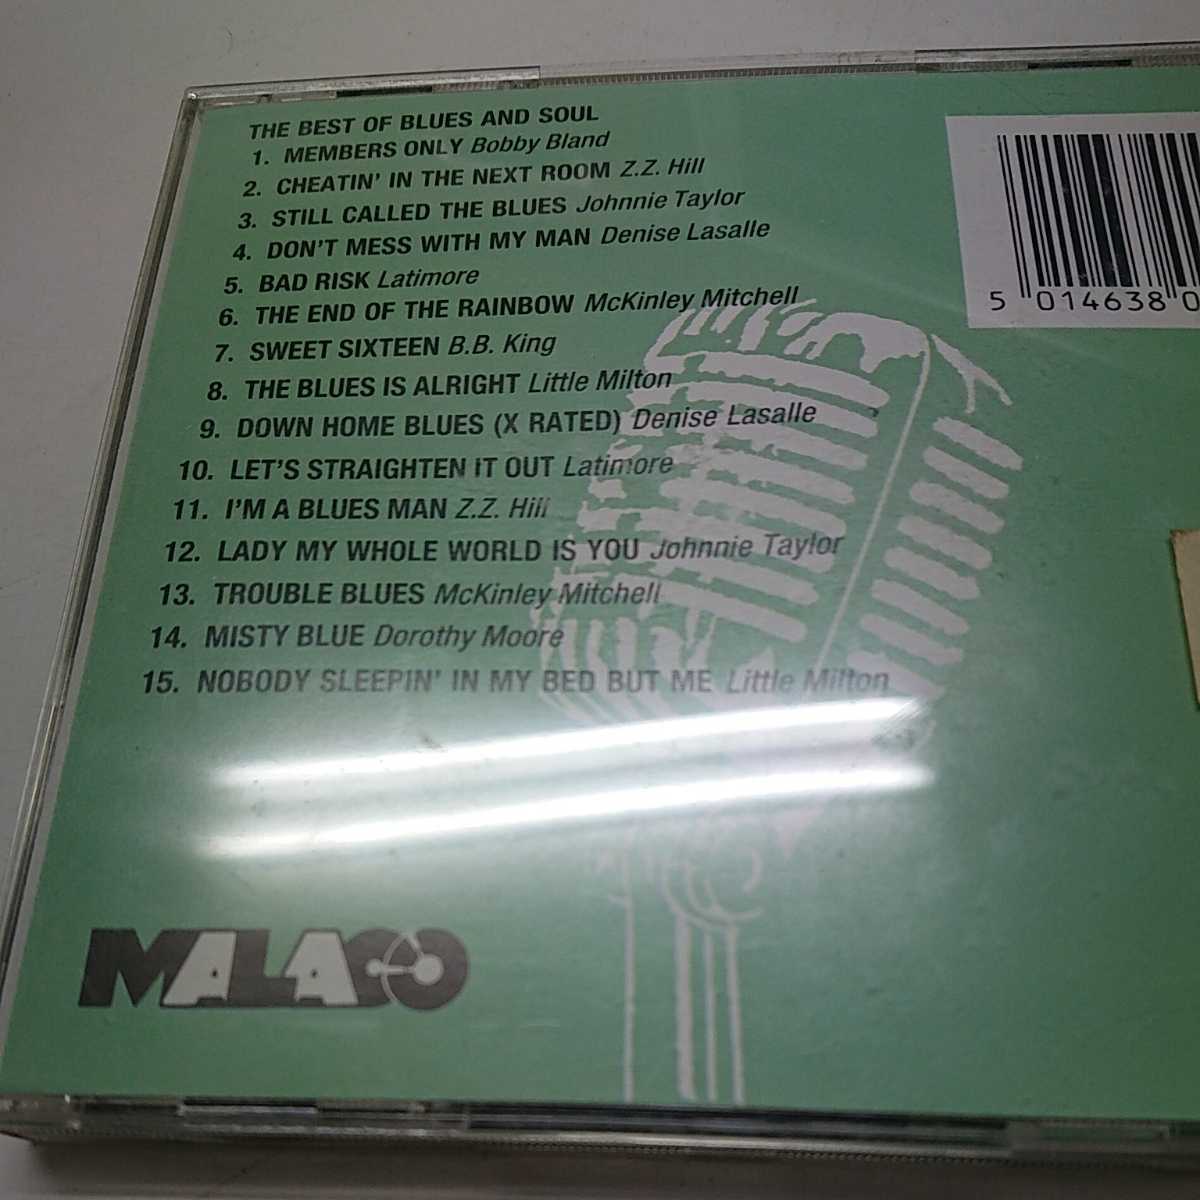 THE BEST OF BLUES AND SOUL
1. MEMBERS ONLY Bobby Bland
2. CHEATIN' IN THE NEXT ROOM Z.Z. Hill
3. STILL CALLED THE BLUES Johnnie Taylor
4. DON'T MESS WITH MY MAN Denise Lasalle
5. BAD RISK Latimore
6. THE END OF THE RAINBOW McKinley Mitchell
7. SWEET SIXTEEN B.B. King
8. THE BLUES IS ALRIGHT Little Milton
9. DOWN HOME BLUES (X RATED) Denise Lasalle
10. LET'S STRAIGHTEN IT OUT Latimore
11. I'M A BLUES MAN Z.Z. Hill
12. LADY MY WHOLE WORLD IS YOU Johnnie Taylor
13. TROUBLE BLUES McKinley Mitchell
14. MISTY BLUE Dorothy Moore
15. NOBODY SLEEPIN' IN MY BED BUT ME Little Milton
5 014638 0
MALACO